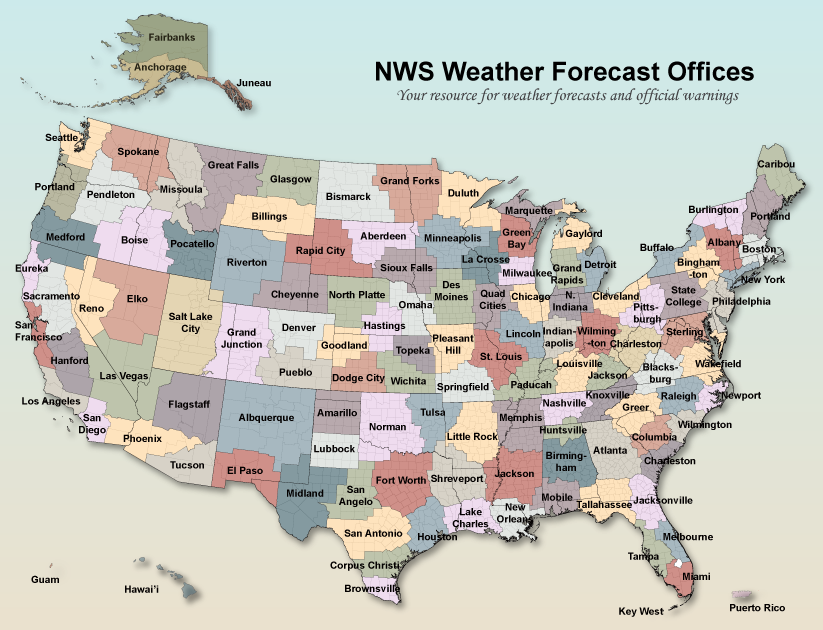 Fairbanks
Anchorage
Juneau
NWS Weather Forecast Offices
Your resource for weather forecasts and official warnings
Seattle
Spokane
Great Falls
Glasgow
Missoula
Portland
Pendleton
Bismarck
Grand Forks
Duluth
Caribou
Billings
Marquette
Burlington
Portland
Medford
Boise
Pocatello
Aberdeen
Minneapolis
Green
Bay
Gaylord
Buffalo
Albany
Boston
Rapid City
Riverton
La Crosse
Eureka
Sioux Falls
Milwaukee
Grand
Rapids
Detroit
Bingham
-ton
New York
Sacramento
Reno
Elko
Cheyenne
North Platte
Des
Moines
Quad
Cities
Chicago
N.
Indiana
Cleveland
State
College
Philadelphia
Omaha
Salt Lake
City
San
Francisco
Grand
Junction
Denver
Hastings
Pleasant
Hill
Lincoln
Indian-
apolis
Wilming
-ton
Pitts-
burgh
Charleston
Sterling
Goodland
Topeka
St. Louis
Hanford
Las Vegas
Pueblo
Dodge City
Wichita
Springfield
Paducah
Louisville
Jackson
Blacks-
burg
Wakefield
Los Angeles
Flagstaff
Albquerque
Amarillo
Norman
Tulsa
Memphis
Nashville
Knoxville
Greer
Raleigh
Newport
San
Diego
Phoenix
Little Rock
Huntsville
Columbia
Wilmington
Tucson
El Paso
Lubbock
Birming-
ham
Atlanta
Charleston
Midland
San
Angelo
Fort Worth
Shreveport
Jackson
Mobile
Tallahassee
Jacksonville
San Antonio
Houston
Lake
Charles
New
Orleans
Melbourne
Corpus Christi
Tampa
Brownsville
Miami
Guam
Hawai'i
Key West
Puerto Rico